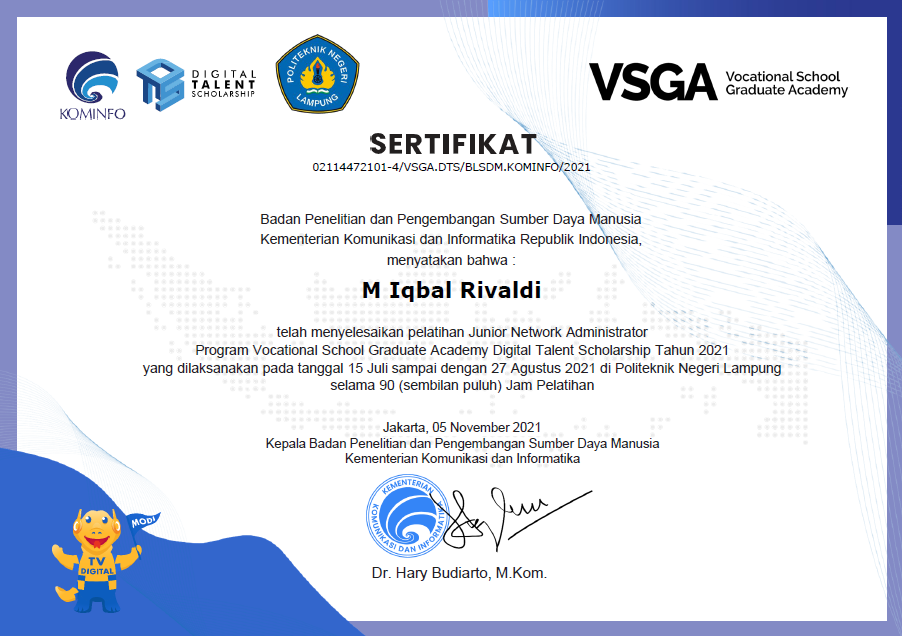 KOMINFO
DIGITAL
TALENT
SCHOLARSHIP
POLITEKNIK NEGERI
LAMPUNG
VSGA
Vocational School
Graduate Academy
SERTIFIKAT
02114472101-4/VSGA.DTS/BLSDM.KOMINFO/2021
Badan Penelitian dan Pengembangan Sumber Daya Manusia
Kementerian Komunikasi dan Informatika Republik Indonesia,
menyatakan bahwa :
M Iqbal Rivaldi
telah menyelesaikan pelatihan Junior Network Administrator
Program Vocational School Graduate Academy Digital Talent Scholarship Tahun 2021
yang dilaksanakan pada tanggal 15 Juli sampai dengan 27 Agustus 2021 di Politeknik Negeri Lampung
selama 90 (sembilan puluh) Jam Pelatihan
Jakarta, 05 November 2021
Kepala Badan Penelitian dan Pengembangan Sumber Daya Manusia
Kementerian Komunikasi dan Informatika
KEMENTERIAN
KOMUNIKASI DAN INFORMATIKA
Dr. Hary Budiarto, M.Kom.
MODI
TV
DIGITAL